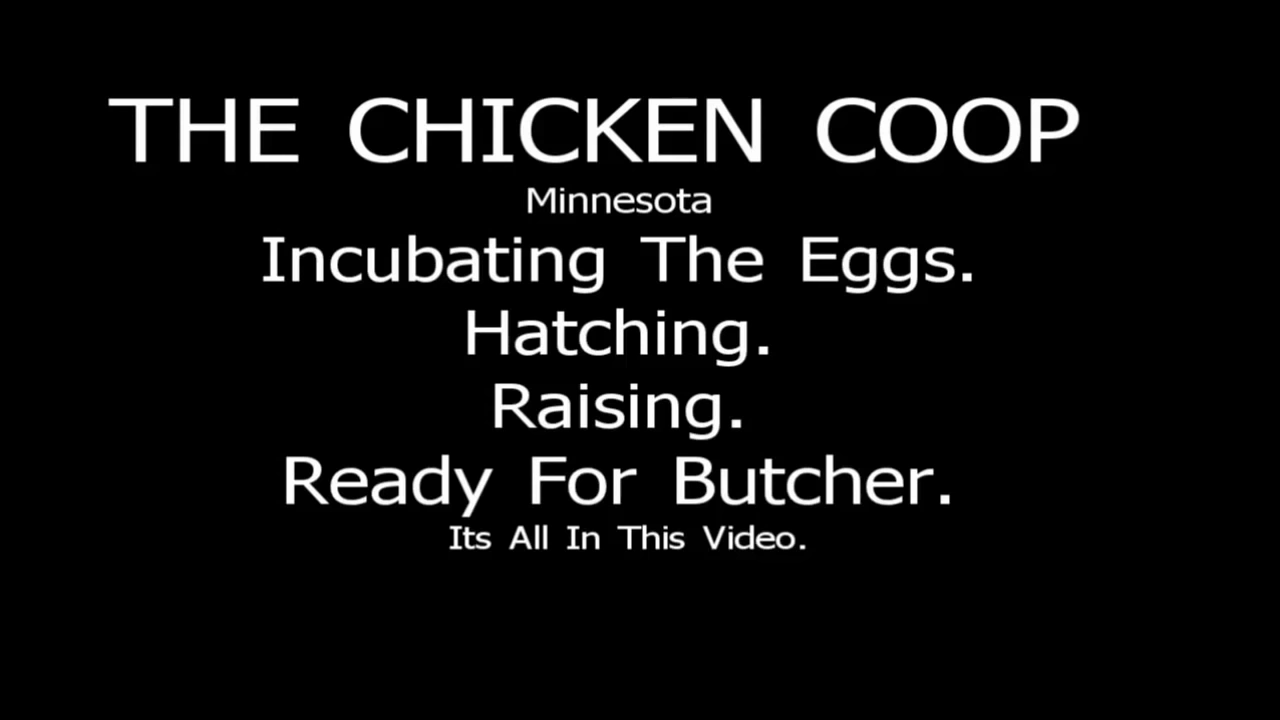 THE CHICKEN COOP
Minnesota
Incubating The Eggs.
Hatching.
Raising.
Ready For Butcher.
Its All In This Video.